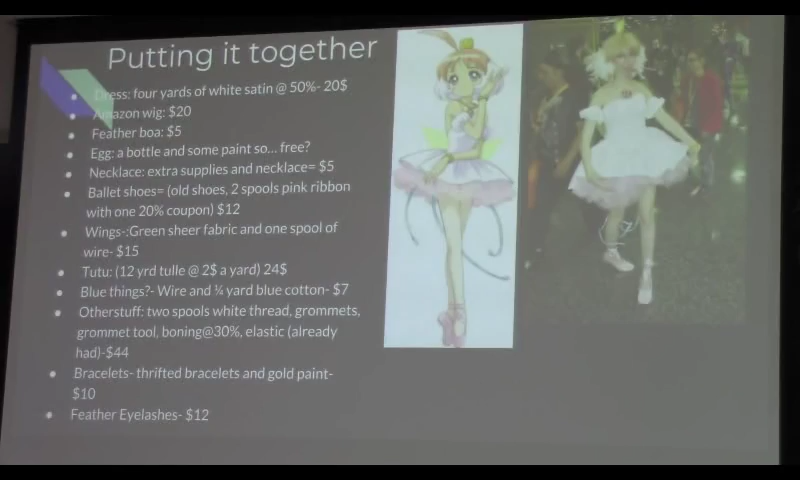 Putting it together
Dress: four yards of white satin @ 50%- 20$
Amazon wig: $20
Feather boa: $5
Egg: a bottle and some paint so... free?
Necklace: extra supplies and necklace= $5
Ballet shoes= (old shoes, 2 spools pink ribbon
with one 20% coupon) $12
Wings-:Green sheer fabric and one spool of
wire- $15
Tutu: (12 yrd tulle @ 2$ a yard) 24$
Blue things?- Wire and ¼ yard blue cotton- $7
Otherstuff: two spools white thread, grommets,
grommet tool, boning@30%, elastic (already
had)-$44
Bracelets- thrifted bracelets and gold paint-
$10
Feather Eyelashes- $12